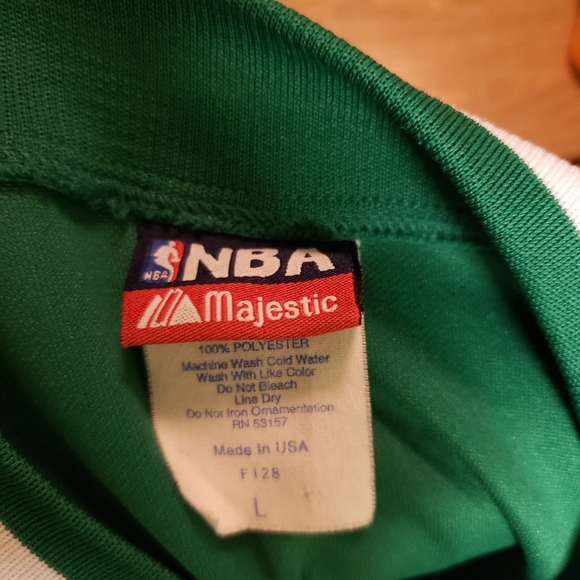 NBA NBA
Majestic
100% POLYESTER
Machine Wash Cold Water
Wash With Like Color
Do Not Bleach
Line Dry
Do Not Iron Ornamentation
RN 53157
Made In USA
F128
L